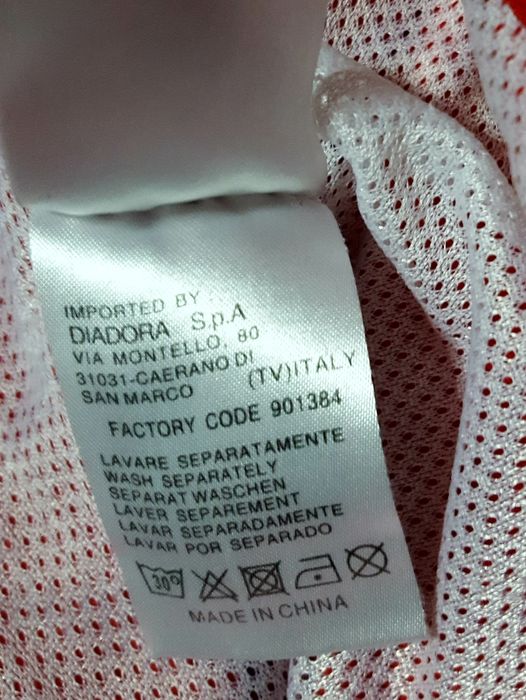 IMPORTED BY :
DIADORA S.p.A
VIA MONTELLO, 80
31031-CAERANO DI
SAN MARCO (TV)ITALY
FACTORY CODE 901384
LAVARE SEPARATAMENTE
WASH SEPARATELY
SEPARAT WASCHEN
LAVER SEPAREMENT
LAVAR SEPARADAMENTE
LAVAR POR SEPARADO
30°
MADE IN CHINA